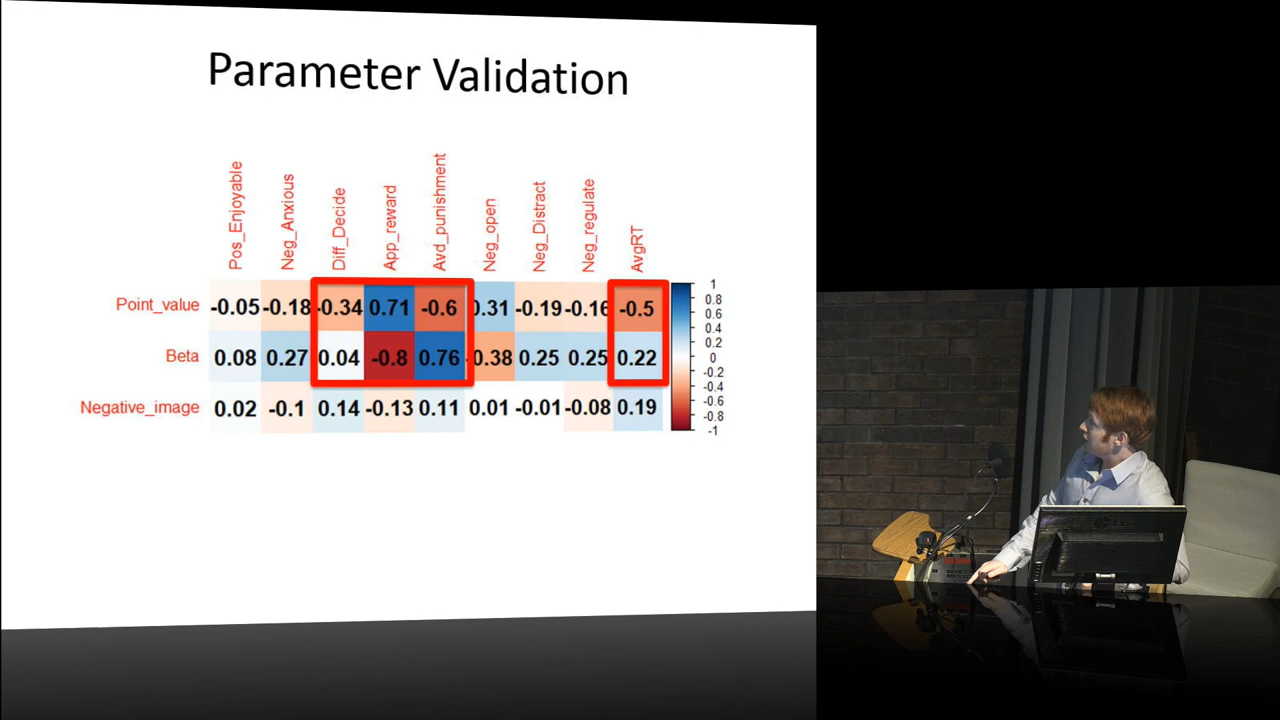 Parameter Validation
Pos_Enjoyable Neg_Anxious Diff_Decide App_reward Avd_punishment Neg_open Neg_Distract Neg_regulate AvgRT
Point_value -0.05 -0.18 -0.34 0.71 -0.6 0.31 -0.19 -0.16 -0.5
Beta 0.08 0.27 0.04 -0.8 0.76 0.38 0.25 0.25 0.22
Negative_image 0.02 -0.1 0.14 -0.13 0.11 0.01 -0.01 -0.08 0.19
1
0.8
0.6
0.4
0.2
0
-0.2
-0.4
-0.6
-0.8
-1
LG